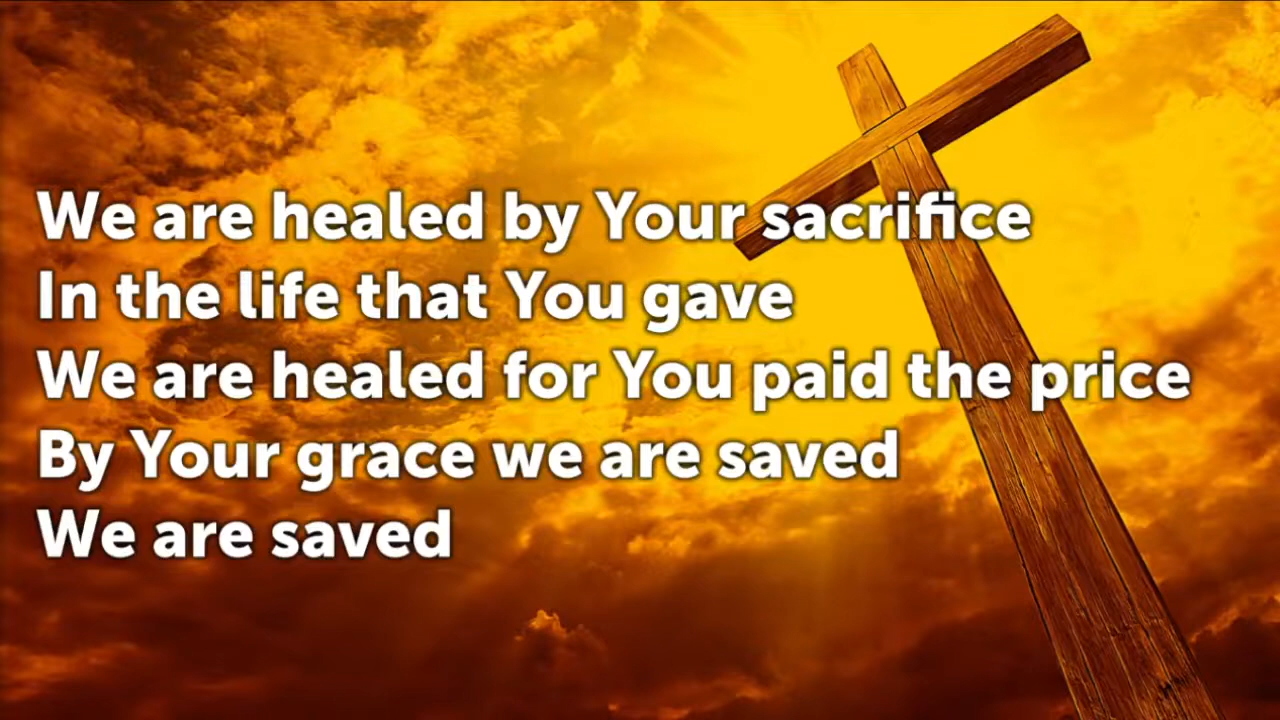 We are healed by Your sacrifice
In the life that You gave
We are healed for You paid the price
By Your grace we are saved
We are saved